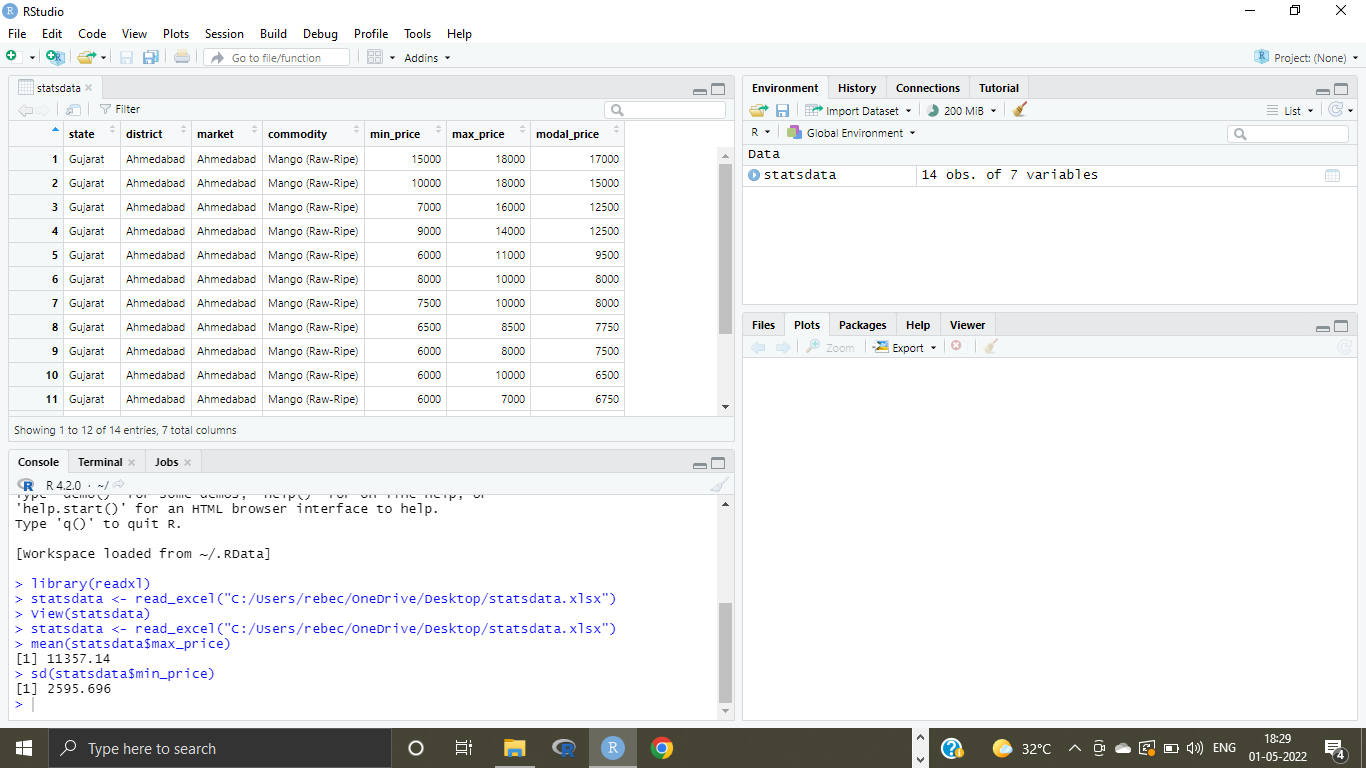 RStudio
File Edit Code View Plots Session Build Debug Profile Tools Help
Go to file/function Addins Project: (None)
statsdata
Filter
state district market commodity min_price max_price modal_price
1 Gujarat Ahmedabad Ahmedabad Mango (Raw-Ripe) 15000 18000 17000
2 Gujarat Ahmedabad Ahmedabad Mango (Raw-Ripe) 10000 18000 15000
3 Gujarat Ahmedabad Ahmedabad Mango (Raw-Ripe) 7000 16000 12500
4 Gujarat Ahmedabad Ahmedabad Mango (Raw-Ripe) 9000 14000 12500
5 Gujarat Ahmedabad Ahmedabad Mango (Raw-Ripe) 6000 11000 9500
6 Gujarat Ahmedabad Ahmedabad Mango (Raw-Ripe) 8000 10000 8000
7 Gujarat Ahmedabad Ahmedabad Mango (Raw-Ripe) 7500 10000 8000
8 Gujarat Ahmedabad Ahmedabad Mango (Raw-Ripe) 6500 8500 7750
9 Gujarat Ahmedabad Ahmedabad Mango (Raw-Ripe) 6000 8000 7500
10 Gujarat Ahmedabad Ahmedabad Mango (Raw-Ripe) 6000 10000 6500
11 Gujarat Ahmedabad Ahmedabad Mango (Raw-Ripe) 6000 7000 6750
Showing 1 to 12 of 14 entries, 7 total columns
Console Terminal Jobs
R 4.2.0 · ~/
Type 'demo()' for some demos, 'help()' for on-line help, or
'help.start()' for an HTML browser interface to help.
Type 'q()' to quit R.
[Workspace loaded from ~/.RData]
> library(readxl)
> statsdata <- read_excel("C:/Users/rebec/OneDrive/Desktop/statsdata.xlsx")
> View(statsdata)
> statsdata <- read_excel("C:/Users/rebec/OneDrive/Desktop/statsdata.xlsx")
> mean(statsdata$max_price)
[1] 11357.14
> sd(statsdata$min_price)
[1] 2595.696
>
Environment History Connections Tutorial
Import Dataset 200 MiB List
R Global Environment
Data
statsdata 14 obs. of 7 variables
Files Plots Packages Help Viewer
Zoom Export
Type here to search
32°C ENG
18:29
01-05-2022
4